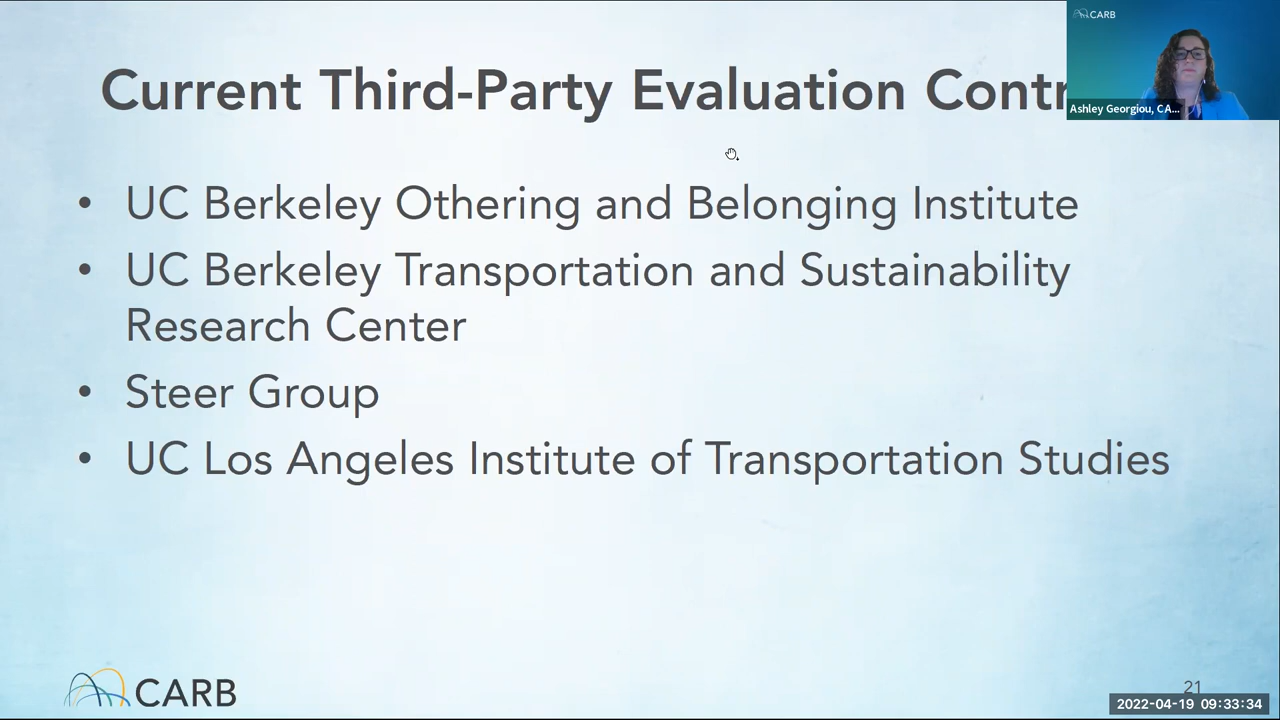 CARB
Current Third-Party Evaluation Contr
Ashley Georgiou, CA...
• UC Berkeley Othering and Belonging Institute
• UC Berkeley Transportation and Sustainability
Research Center
• Steer Group
• UC Los Angeles Institute of Transportation Studies
CARB
21
2022-04-19 09:33:34